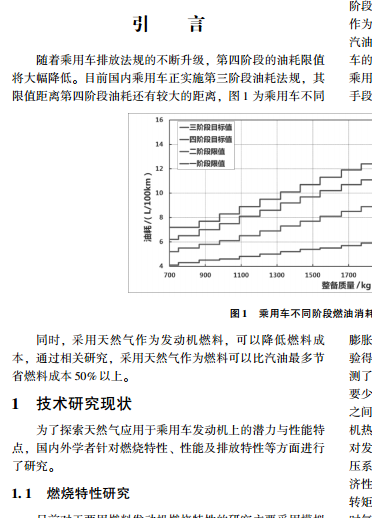 引 言
随着乘用车排放法规的不断升级，第四阶段的油耗限值
将大幅降低。目前国内乘用车正实施第三阶段油耗法规，其
限值距离第四阶段油耗还有较大的距离，图 1 为乘用车不同
16
14
12
10
8
6
4
油耗/（L/100km）
三阶段目标值
四阶段目标值
二阶段限值
一阶段限值
700 900 1100 1300 1500 1700
整备质量/kg
图 1 乘用车不同阶段燃油消耗
同时，采用天然气作为发动机燃料，可以降低燃料成
本，通过相关研究，采用天然气作为燃料可以比汽油最多节
省燃料成本 50% 以上。
1 技术研究现状
为了探索天然气应用于乘用车发动机上的潜力与性能特
点，国内外学者针对燃烧特性、性能及排放特性等方面进行
了研究。
1. 1 燃烧特性研究
阶段
作为
汽油
车的
乘用
手段
膨胀
验得
测了
要少
之间
机热
对发
压系
济性
转矩